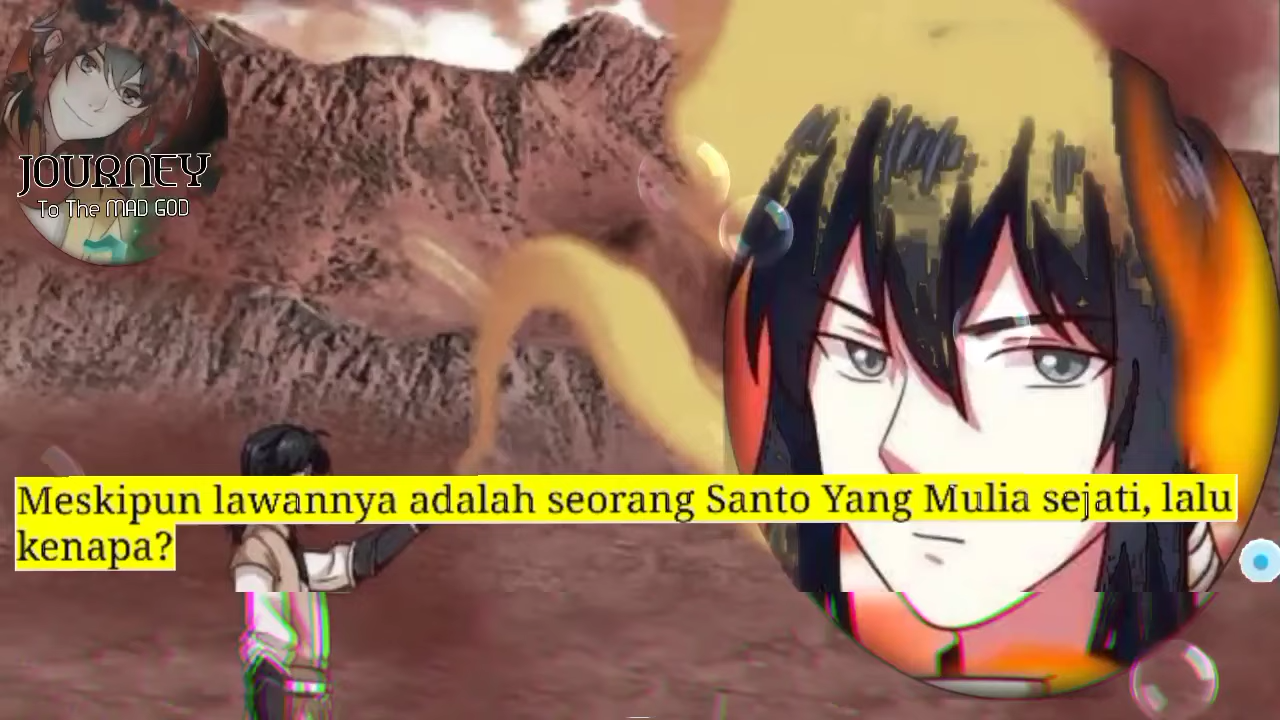 JOURNEY
To The MAD GOD
Meskipun lawannya adalah seorang Santo Yang Mulia sejati, lalu
kenapa?